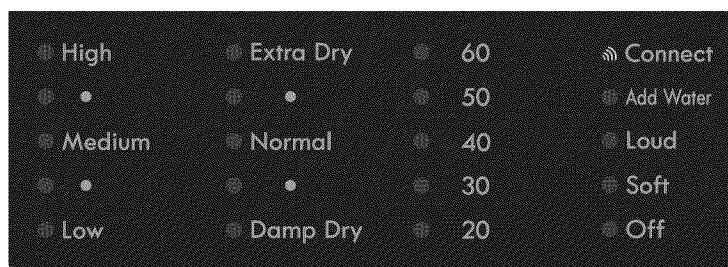 High Extra Dry 60 Connect
50 Add Water
Medium Normal 40 Loud
30 Soft
Low Damp Dry 20 Off